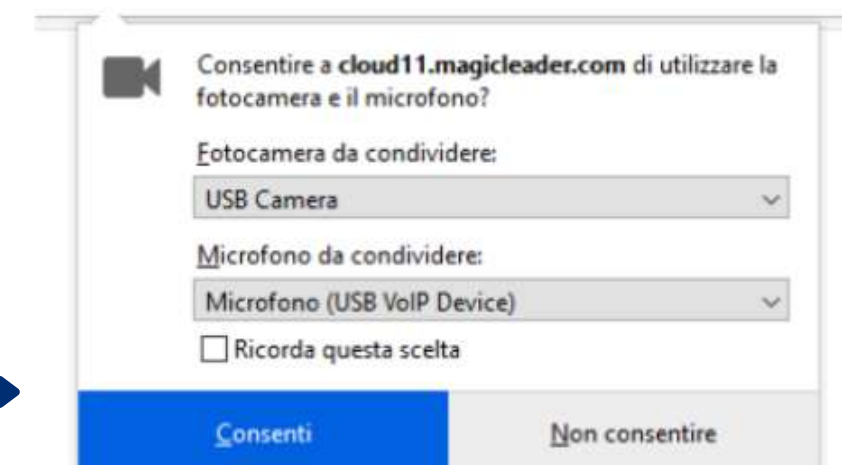 Consentire a cloud11.magicleader.com di utilizzare la
fotocamera e il microfono?
Fotocamera da condividere:
USB Camera
Microfono da condividere:
Microfono (USB VoIP Device)
Ricorda questa scelta
Consenti
Non consentire